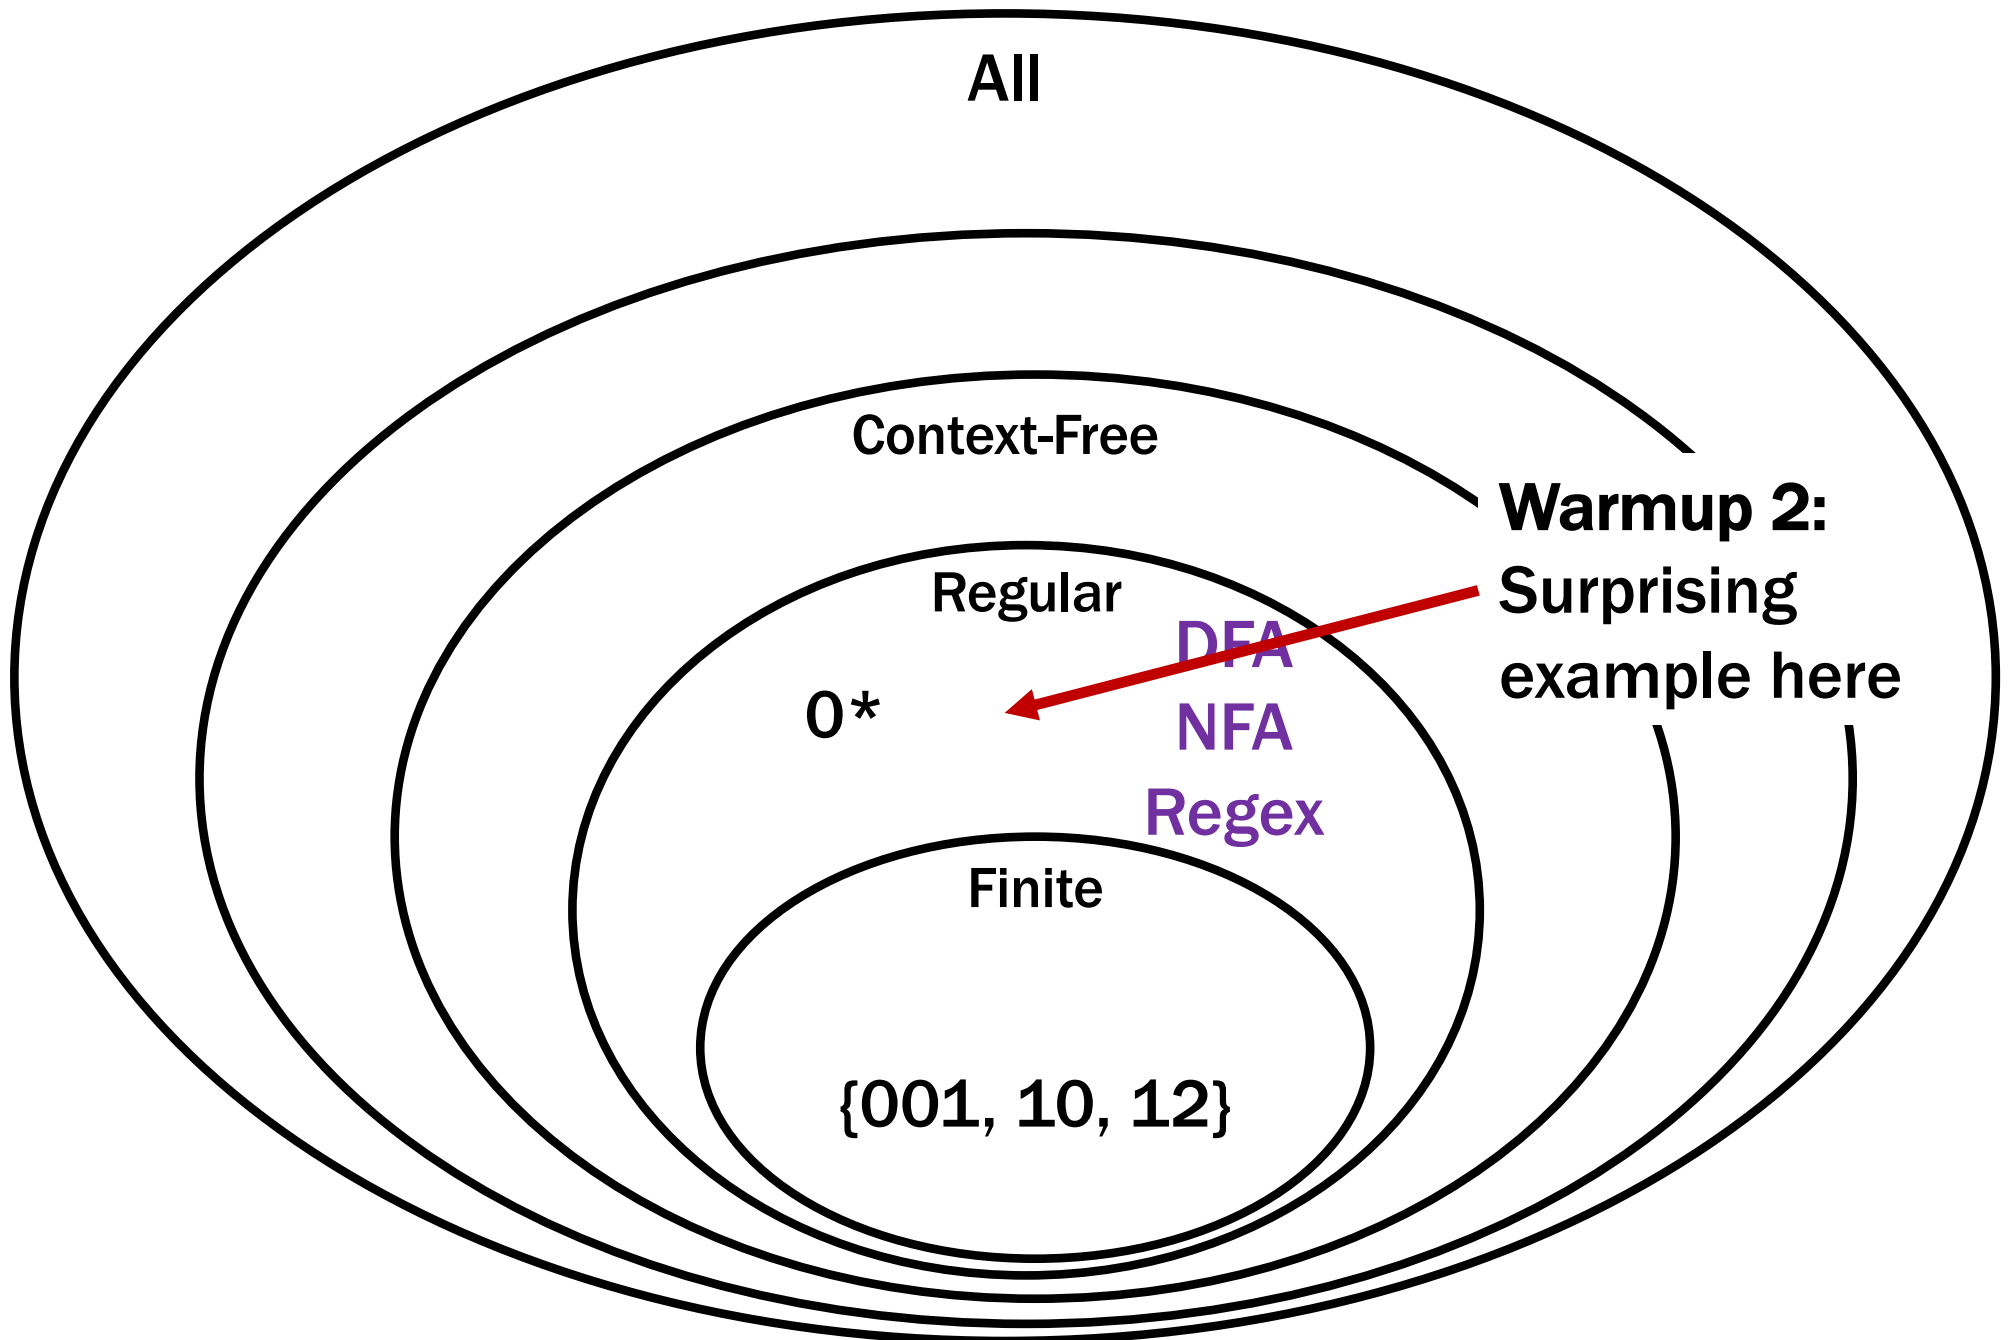 All
Context-Free
Warmup 2:
Surprising
example here
Regular
DFA
NFA
Regex
0*
Finite
{001, 10, 12}